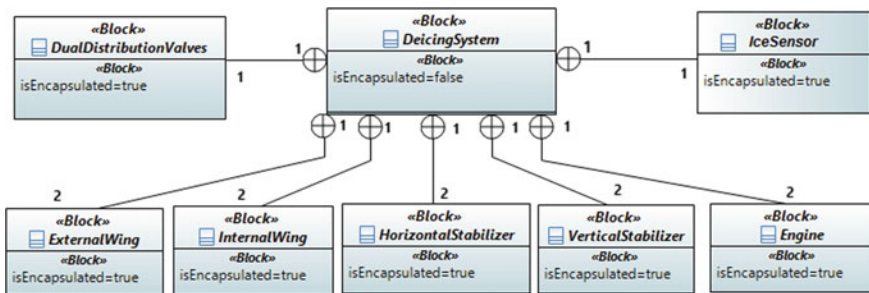 «Block»
DualDistributionValves
«Block»
isEncapsulated=true
1
1
«Block»
DeicingSystem
«Block»
isEncapsulated=false
1
1
«Block»
IceSensor
«Block»
isEncapsulated=true
1
1
1
1
1
2
2
2
2
2
«Block»
ExternalWing
«Block»
isEncapsulated=true
«Block»
InternalWing
«Block»
isEncapsulated=true
«Block»
HorizontalStabilizer
«Block»
isEncapsulated=true
«Block»
VerticalStabilizer
«Block»
isEncapsulated=true
«Block»
Engine
«Block»
isEncapsulated=true